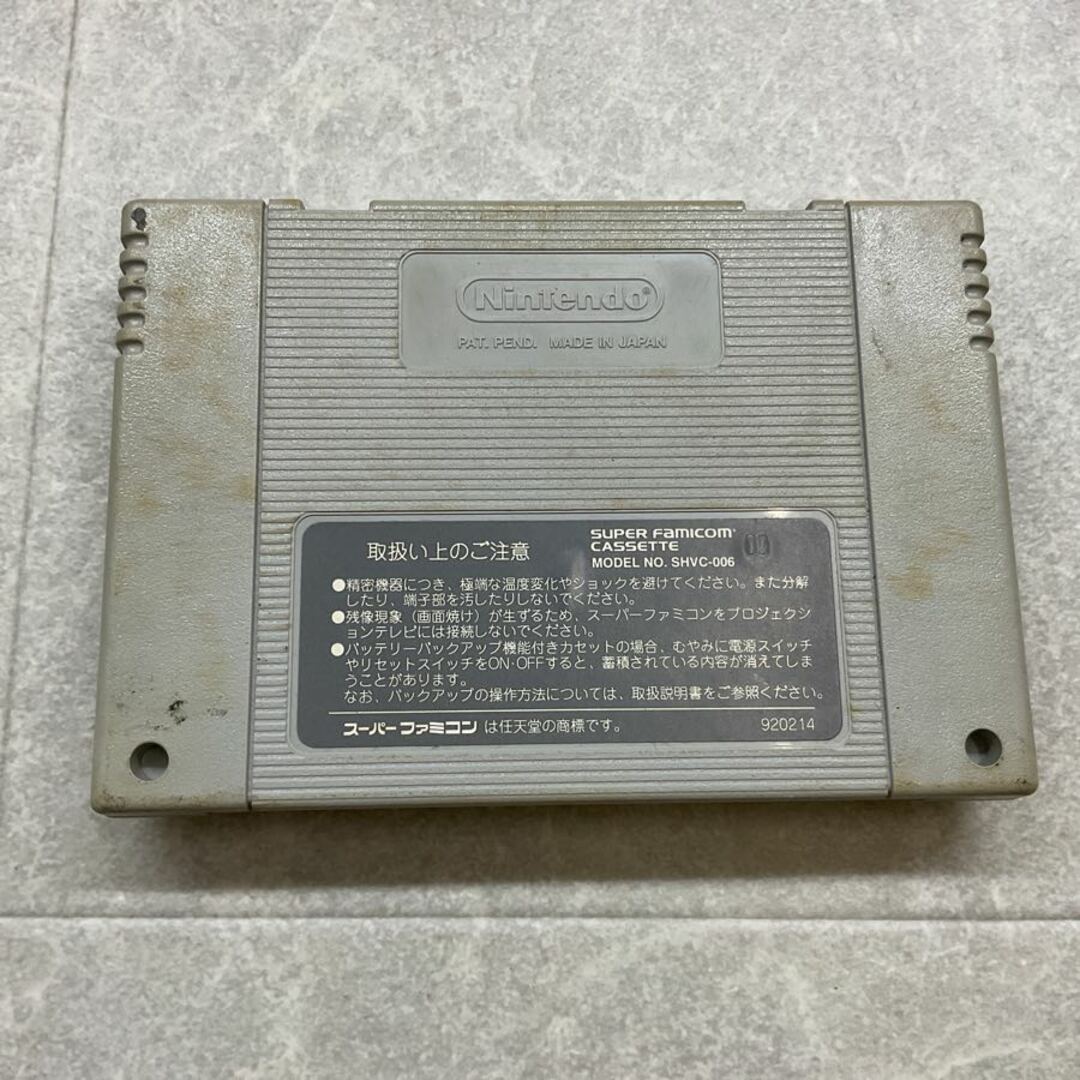 Nintendo®
PAT. PEND. MADE IN JAPAN
取扱い上のご注意
SUPER FAMICOM
CASSETTE
MODEL NO. SHVC-006
●精密機器につき、極端な温度変化やショックを避けてください。また分解
したり、端子部を汚したりしないでください。
●残像現象（画面焼け）が生ずるため、スーパーファミコンをプロジェクシ
ョンテレビには接続しないでください。
●バッテリーバックアップ機能付きカセットの場合、むやみに電源スイッチ
やリセットスイッチをON・OFFすると、蓄積されている内容が消えてしま
うことがあります。
なお、バックアップの操作方法については、取扱説明書をご参照ください。
スーパーファミコン は任天堂の商標です。
920214